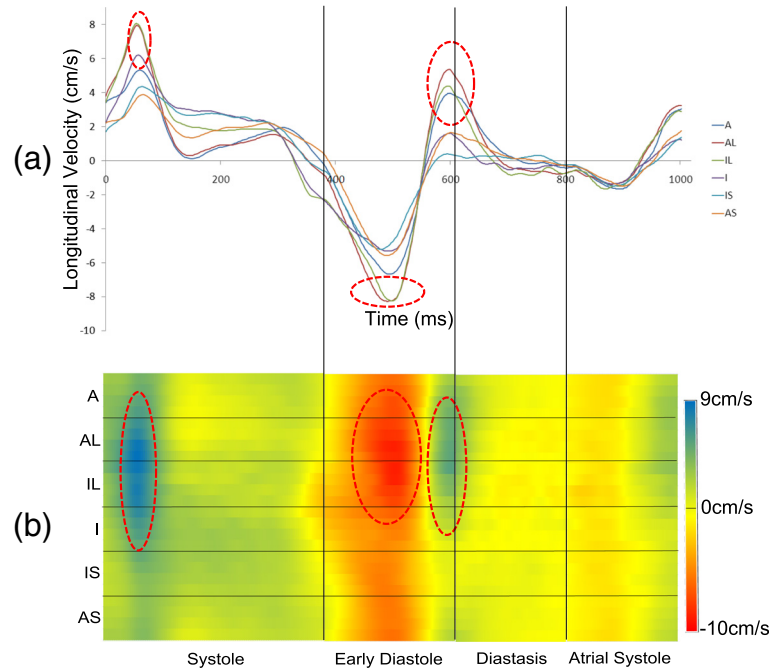 (a)
Longitudinal Velocity (cm/s)
8
6
4
2
0
-2
-4
-6
-8
-10
0
200
400
600
800
1000
Time (ms)
A
AL
IL
I
IS
AS
(b)
A
AL
IL
I
IS
AS
9cm/s
0cm/s
-10cm/s
Systole
Early Diastole
Diastasis
Atrial Systole